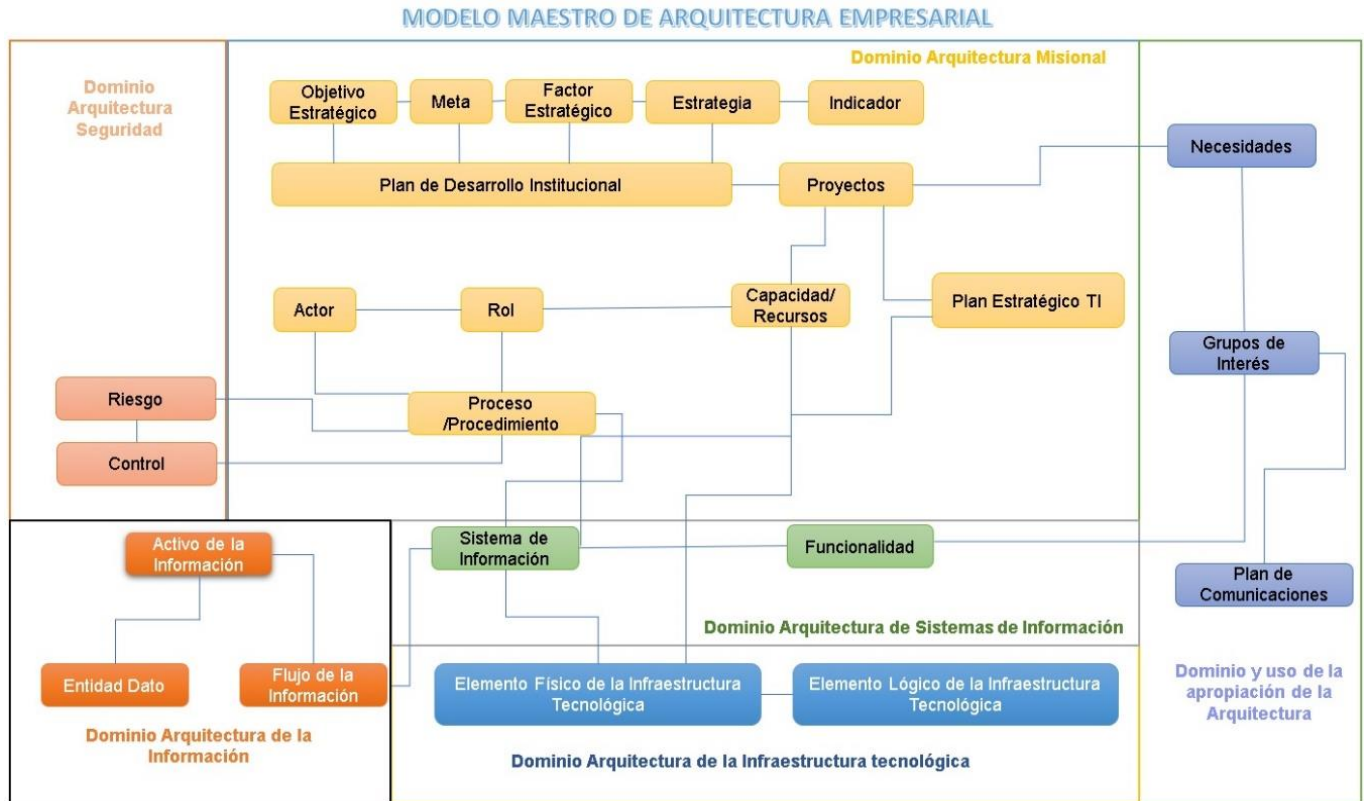 MODELO MAESTRO DE ARQUITECTURA EMPRESARIAL
Dominio
Arquitectura
Seguridad
Dominio Arquitectura Misional
Objetivo
Estratégico
Meta
Factor
Estratégico
Estrategia
Indicador
Necesidades
Plan de Desarrollo Institucional
Proyectos
Actor
Rol
Capacidad/
Recursos
Plan Estratégico TI
Grupos de
Interés
Riesgo
Proceso
/Procedimiento
Control
Activo de la
Información
Sistema de
Información
Funcionalidad
Plan de
Comunicaciones
Dominio Arquitectura de Sistemas de Información
Entidad Dato
Flujo de la
Información
Elemento Físico de la Infraestructura
Tecnológica
Elemento Lógico de la Infraestructura
Tecnológica
Dominio y uso de la
apropiación de la
Arquitectura
Dominio Arquitectura de la
Información
Dominio Arquitectura de la Infraestructura tecnológica